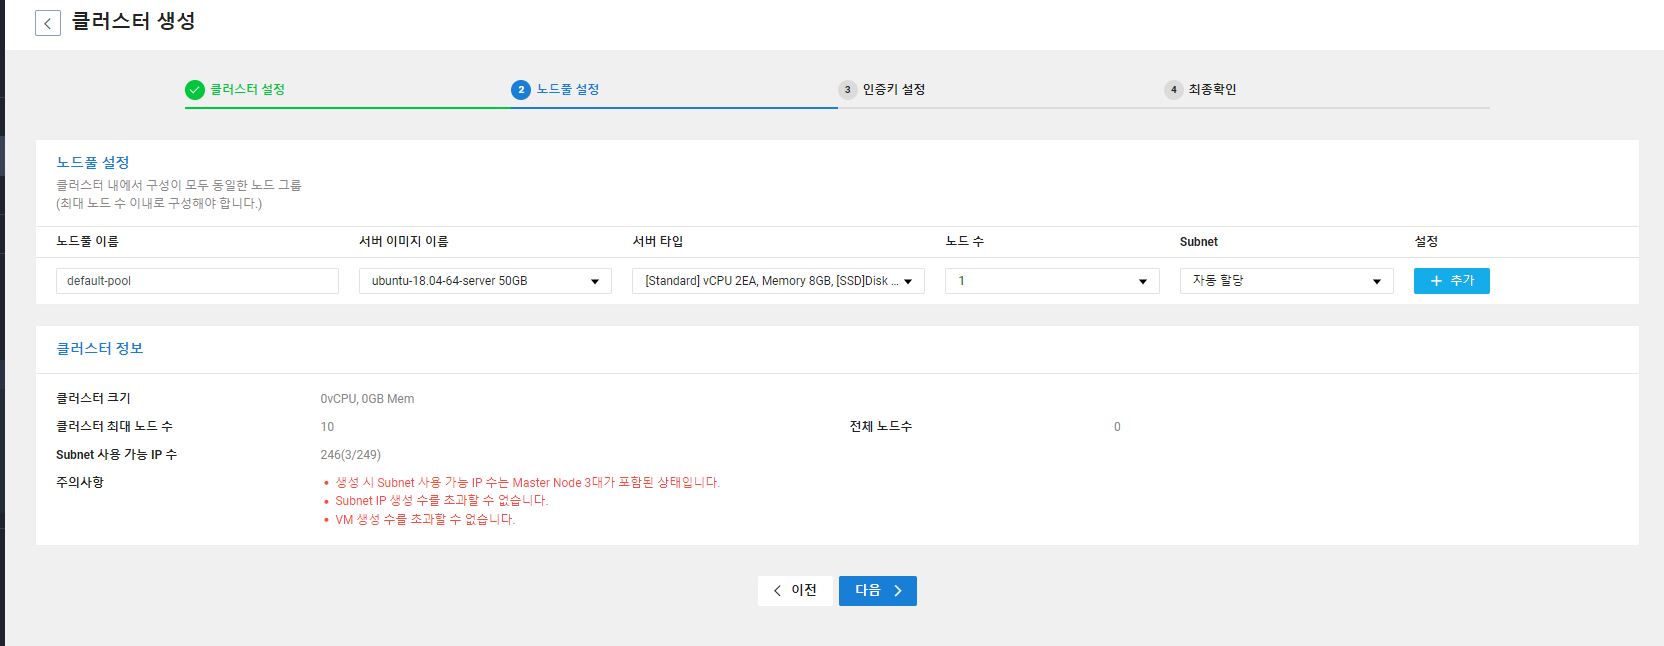 클러스터 생성
클러스터 설정
2 노드풀 설정
3 인증키 설정
4 최종확인
노드풀 설정
클러스터 내에서 구성이 모두 동일한 노드 그룹
(최대 노드 수 이내로 구성해야 합니다.)
노드풀 이름 서버 이미지 이름 서버 타입 노드 수 Subnet 설정
default-pool ubuntu-18.04-64-server 50GB [Standard] vCPU 2EA, Memory 8GB, [SSD]Disk ... 1 자동 할당 + 추가
클러스터 정보
클러스터 크기 0vCPU, 0GB Mem
클러스터 최대 노드 수 10 전체 노드수 0
Subnet 사용 가능 IP 수 246(3/249)
주의사항 • 생성 시 Subnet 사용 가능 IP 수는 Master Node 3대가 포함된 상태입니다.
• Subnet IP 생성 수를 초과할 수 없습니다.
• VM 생성 수를 초과할 수 없습니다.
이전 다음